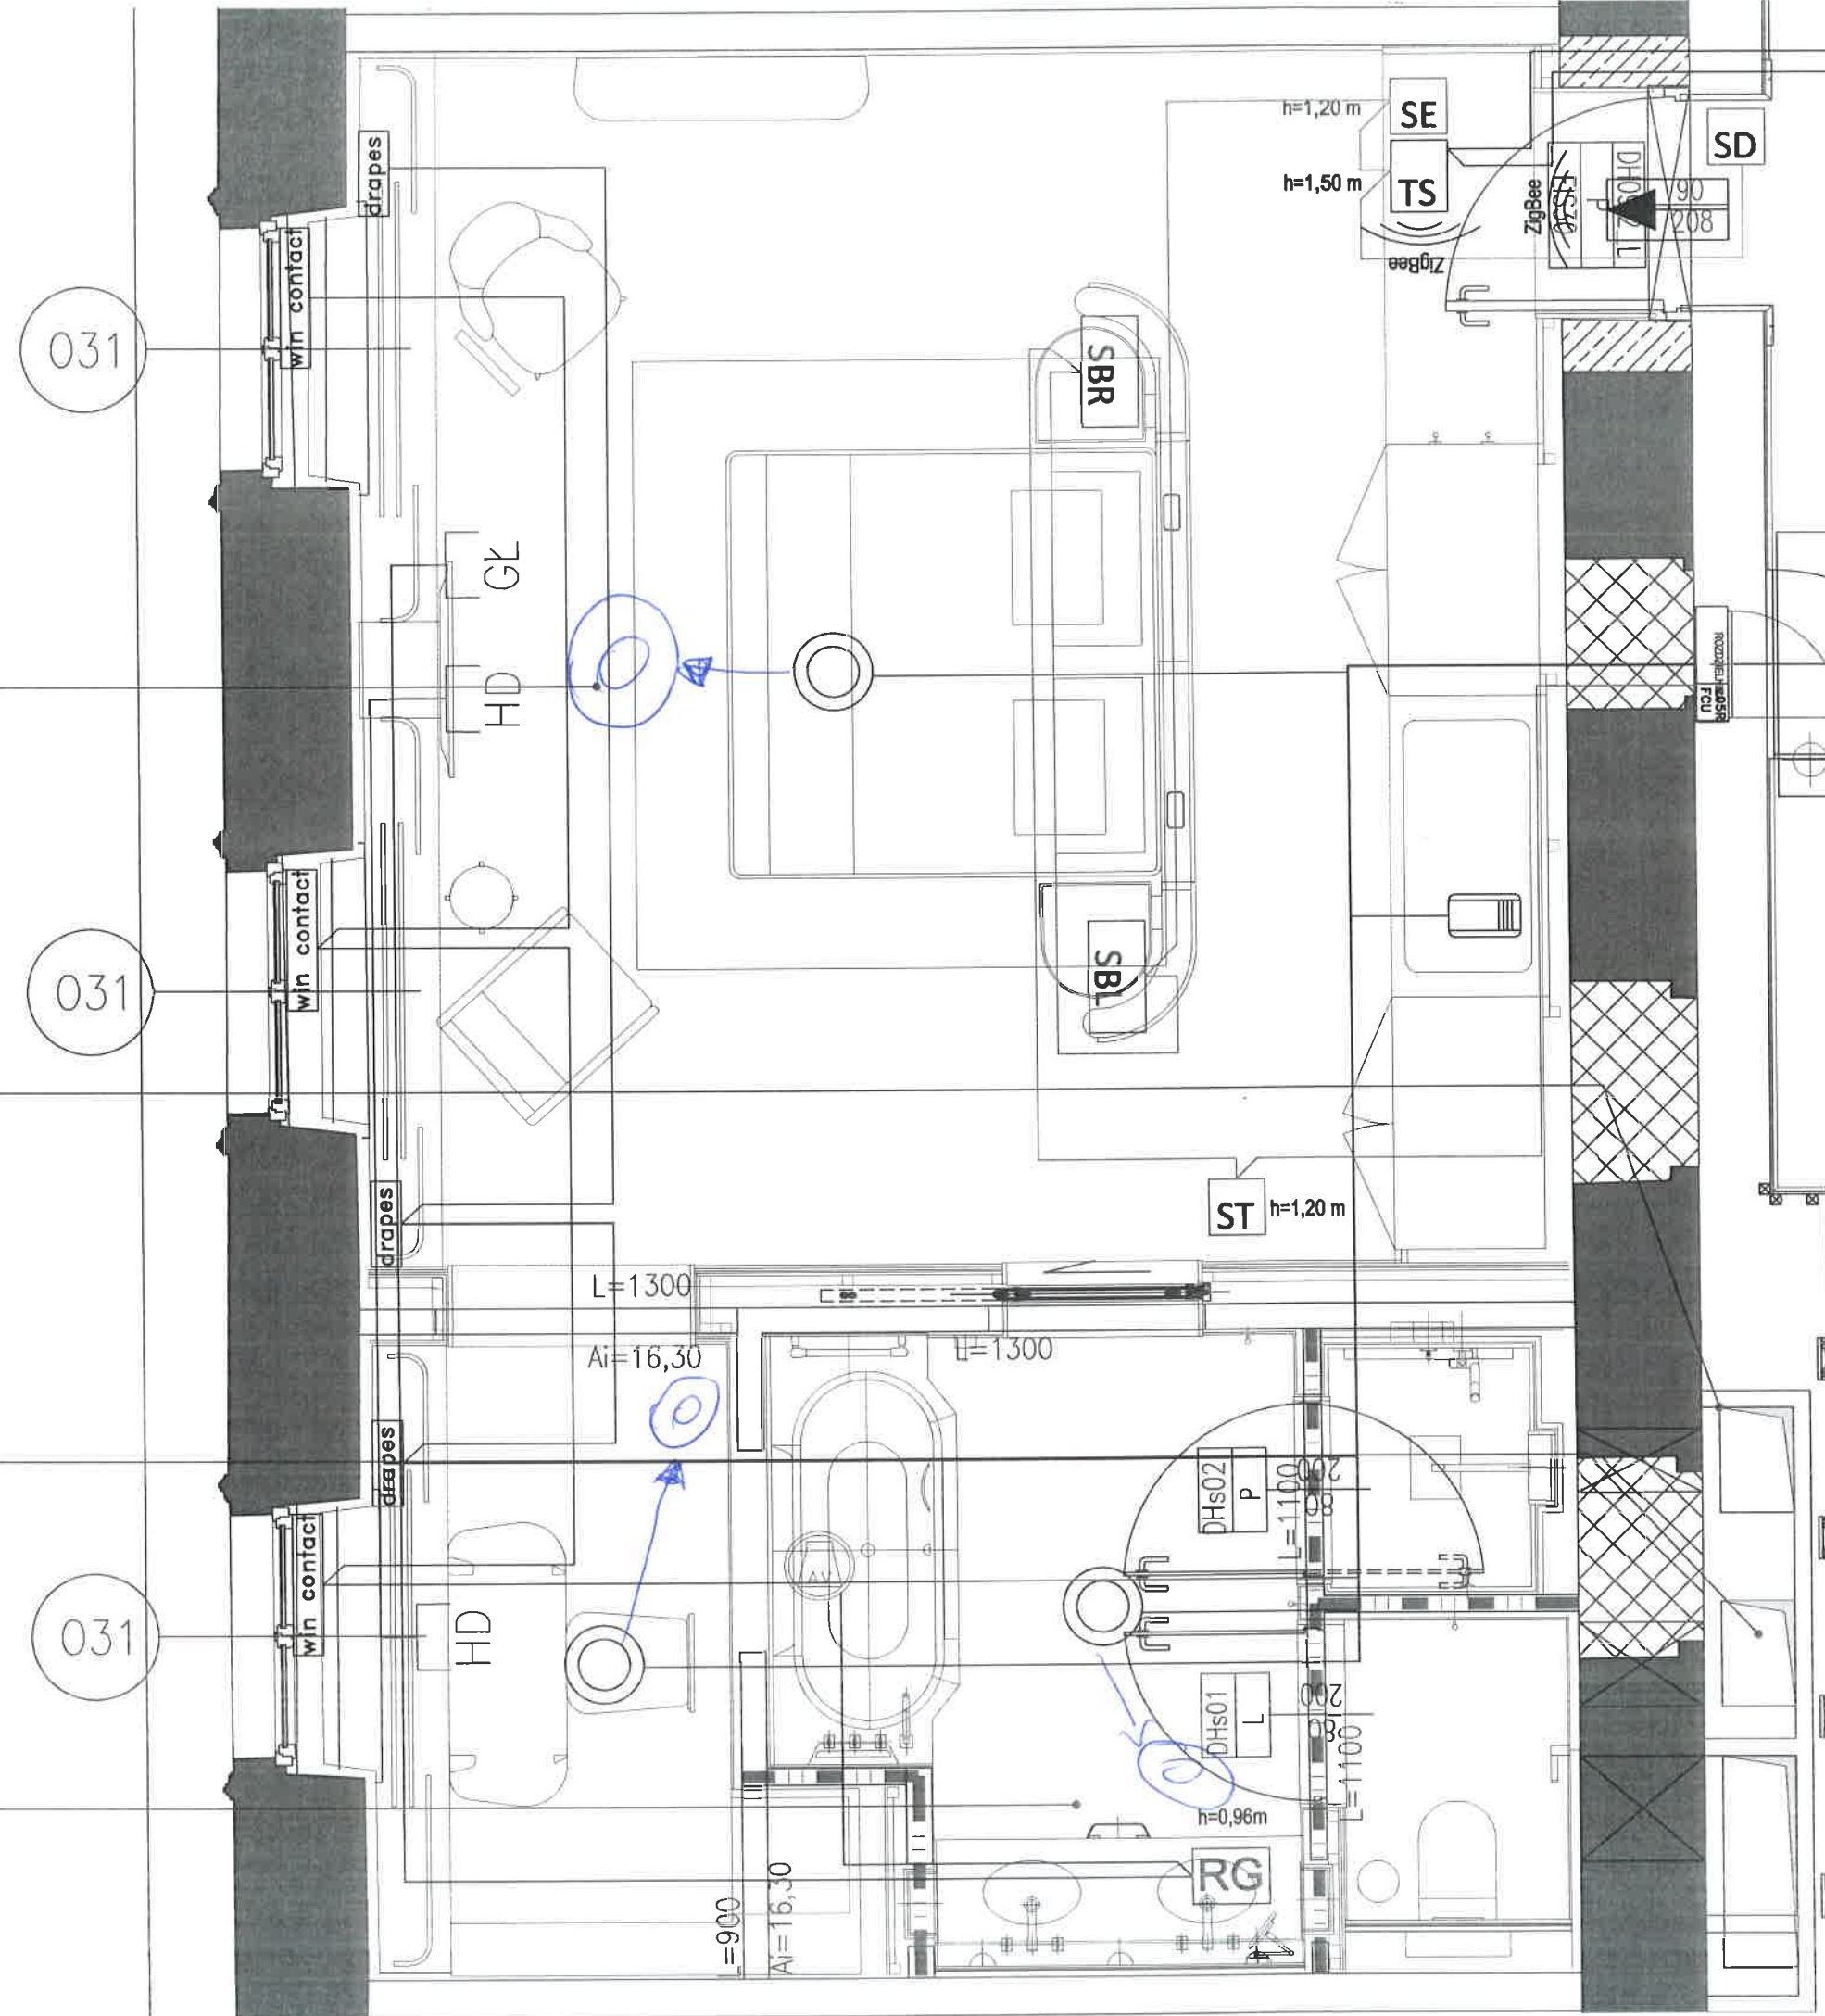 h=1,20 m
SE
h=1,50 m
TS
ZigBee
SD
ZigBee
P
90
208
drapes
win contact
031
SBR
GŁ
HD
FCU
win contact
031
SBL
ST
h=1,20 m
drapes
L=1300
Ai=16,30
L=1300
drapes
DHs02
P
L=1100
200
80
win contact
031
HD
DHs01
L
200
80
L=1100
h=0,96m
RG
L=900
Ai=16,30